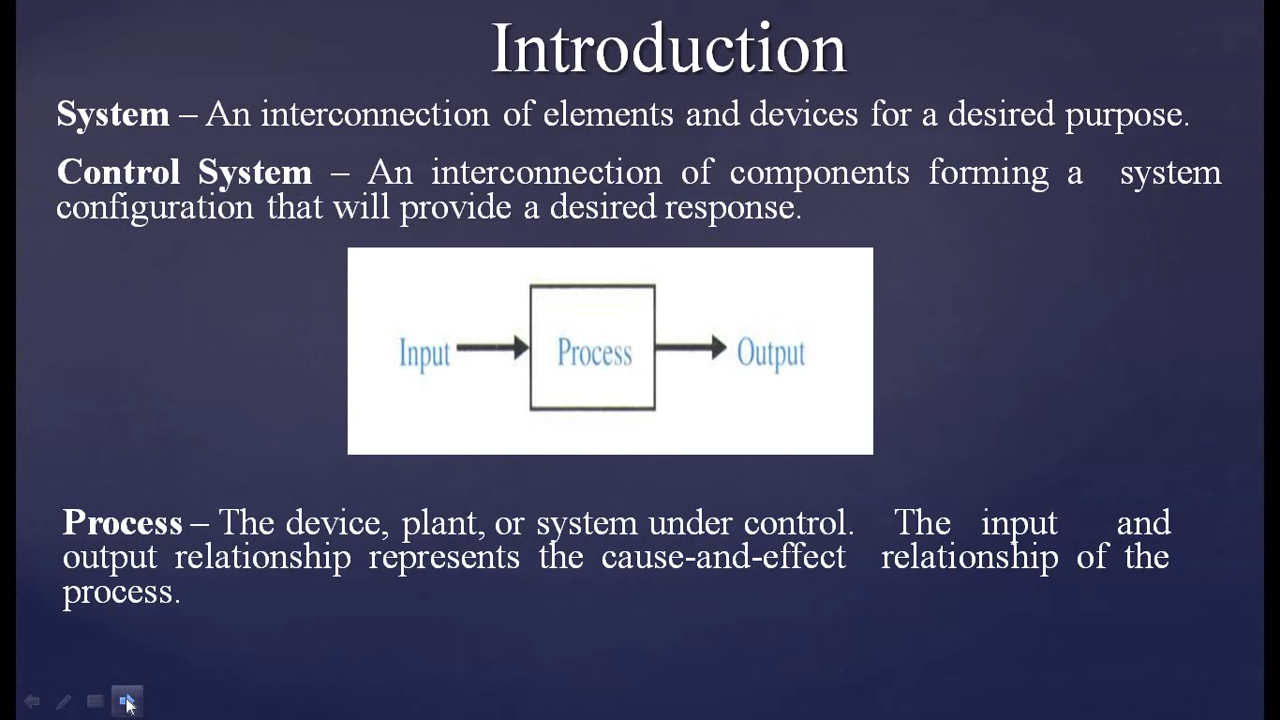 Introduction
System – An interconnection of elements and devices for a desired purpose.
Control System – An interconnection of components forming a system
configuration that will provide a desired response.
Input Process Output
Process – The device, plant, or system under control. The input and
output relationship represents the cause-and-effect relationship of the
process.